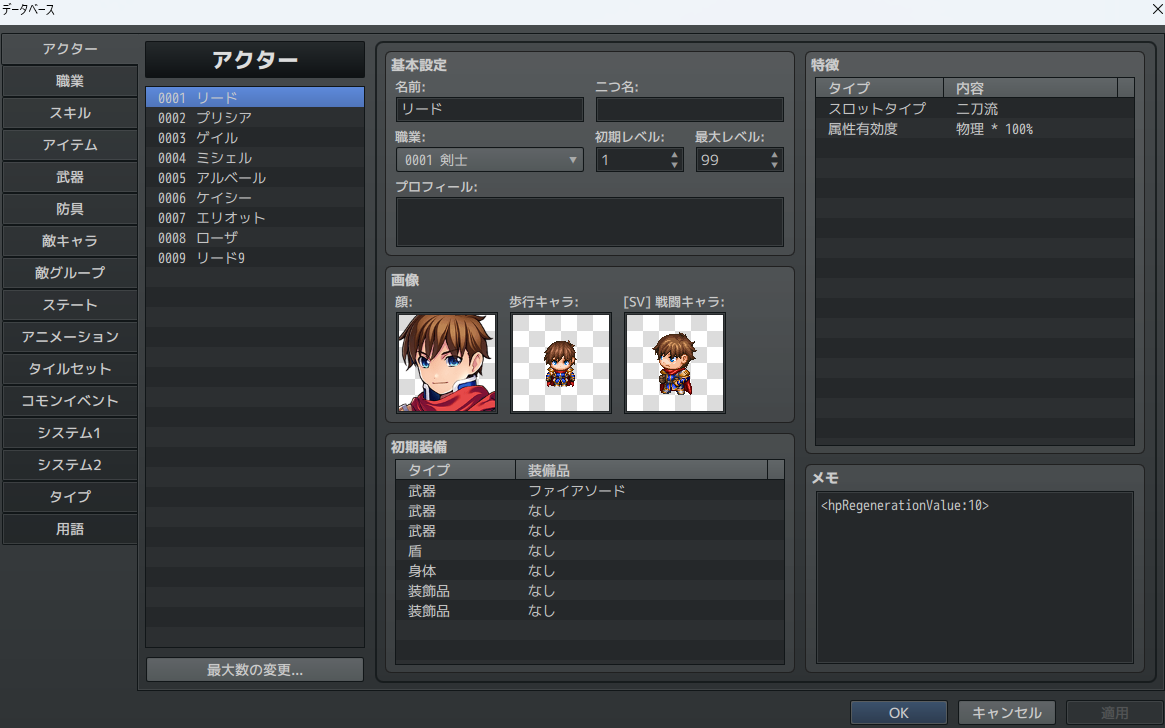 データベース
アクター
職業
スキル
アイテム
武器
防具
敵キャラ
敵グループ
ステート
アニメーション
タイルセット
コモンイベント
システム1
システム2
タイプ
用語
アクター
0001 リード
0002 プリシア
0003 ゲイル
0004 ミシェル
0005 アルベール
0006 ケイシー
0007 エリオット
0008 ローザ
0009 リード9
最大数の変更...
基本設定
名前: 二つ名:
リード
職業: 初期レベル: 最大レベル:
0001 剣士 1 99
プロフィール:
画像
顔: 歩行キャラ: [SV] 戦闘キャラ:
初期装備
タイプ 装備品
武器 ファイアソード
武器 なし
武器 なし
盾 なし
身体 なし
装飾品 なし
装飾品 なし
特徴
タイプ 内容
スロットタイプ 二刀流
属性有効度 物理 * 100%
メモ
<hpRegenerationValue:10>
OK キャンセル 適用